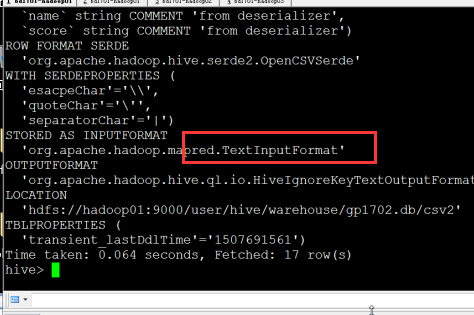 1 bd1701-hadoop01
`name` string COMMENT 'from deserializer',
`score` string COMMENT 'from deserializer')
ROW FORMAT SERDE
'org.apache.hadoop.hive.serde2.OpenCSVSerde'
WITH SERDEPROPERTIES (
'esacpeChar'='\\',
'quoteChar'='\'',
'separatorChar'='|')
STORED AS INPUTFORMAT
'org.apache.hadoop.mapred.TextInputFormat'
OUTPUTFORMAT
'org.apache.hadoop.hive.ql.io.HiveIgnoreKeyTextOutputFormat
LOCATION
'hdfs://hadoop01:9000/user/hive/warehouse/gp1702.db/csv2'
TBLPROPERTIES (
'transient_lastDdlTime'='1507691561')
Time taken: 0.064 seconds, Fetched: 17 row(s)
hive>